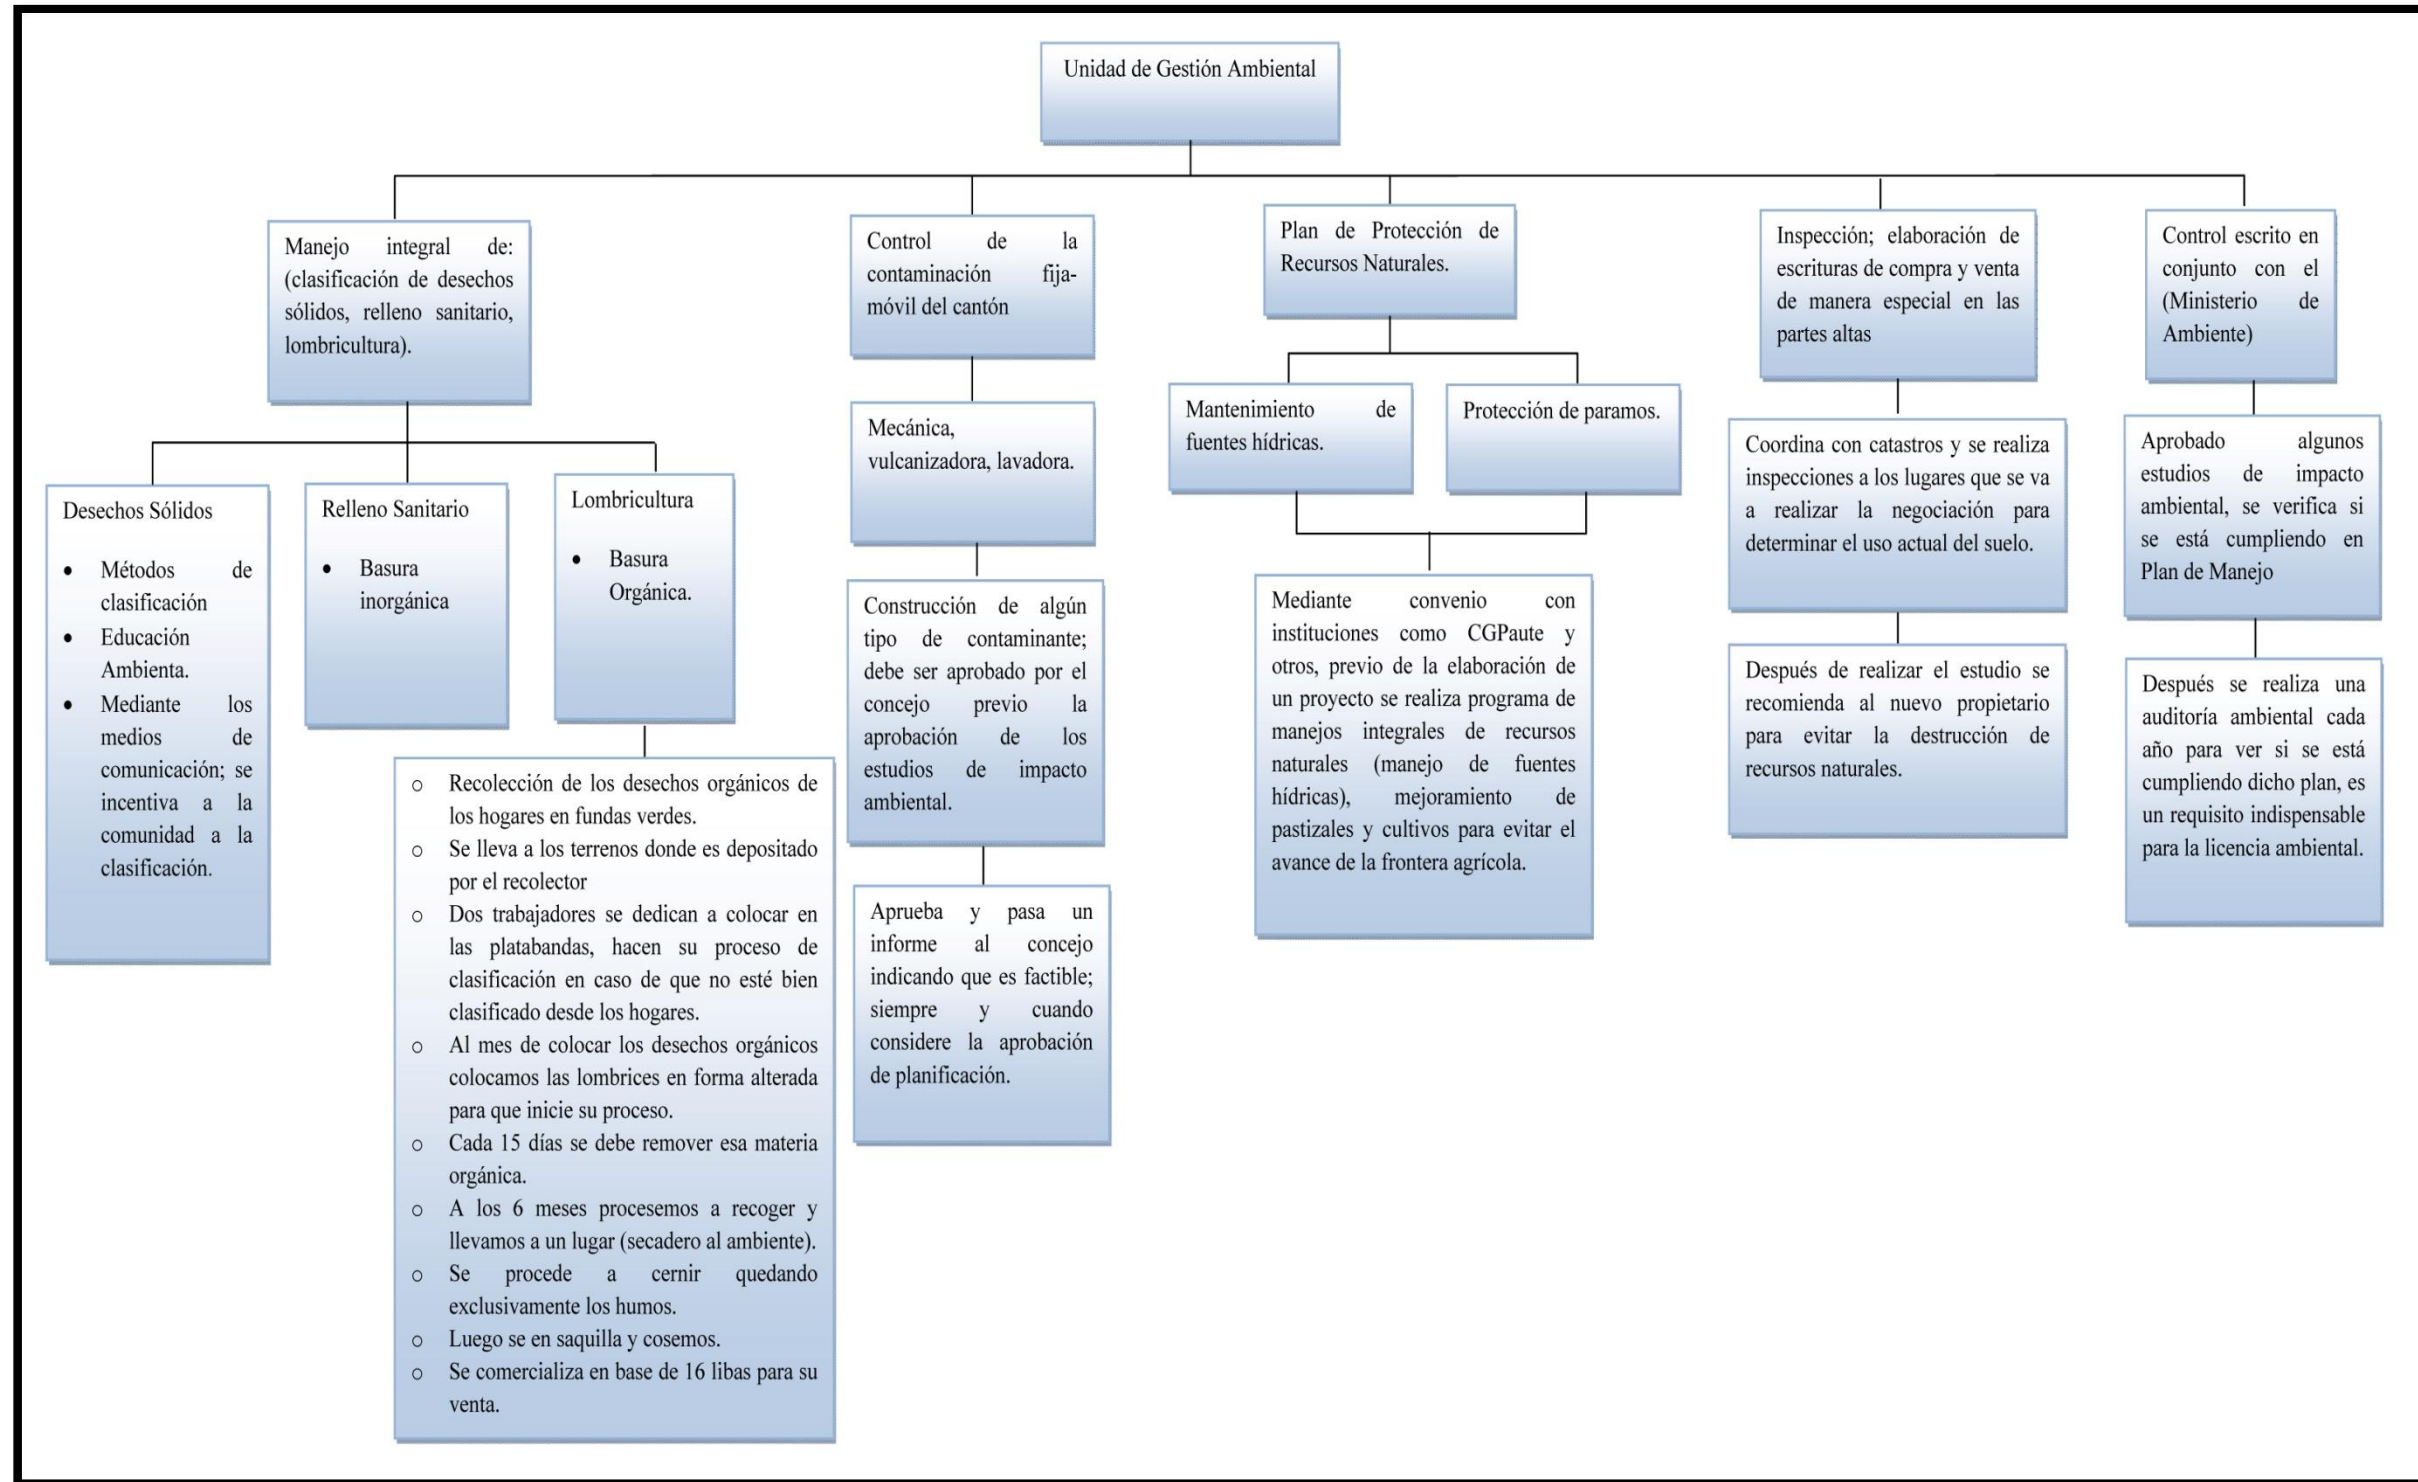 Unidad de Gestión Ambiental
Manejo integral de:
(clasificación de desechos
sólidos, relleno sanitario,
lombricultura).
Desechos Sólidos
• Métodos de
clasificación
• Educación
Ambienta.
• Mediante los
medios de
comunicación; se
incentiva a la
comunidad a la
clasificación.
Relleno Sanitario
• Basura
inorgánica
Lombricultura
• Basura
Orgánica.
o Recolección de los desechos orgánicos de
los hogares en fundas verdes.
o Se lleva a los terrenos donde es depositado
por el recolector
o Dos trabajadores se dedican a colocar en
las platabandas, hacen su proceso de
clasificación en caso de que no esté bien
clasificado desde los hogares.
o Al mes de colocar los desechos orgánicos
colocamos las lombrices en forma alterada
para que inicie su proceso.
o Cada 15 días se debe remover esa materia
orgánica.
o A los 6 meses procesemos a recoger y
llevamos a un lugar (secadero al ambiente).
o Se procede a cernir quedando
exclusivamente los humos.
o Luego se en saquilla y cosemos.
o Se comercializa en base de 16 libas para su
venta.
Control de la
contaminación fija-
móvil del cantón
Mecánica,
vulcanizadora, lavadora.
Construcción de algún
tipo de contaminante;
debe ser aprobado por el
concejo previo la
aprobación de los
estudios de impacto
ambiental.
Aprueba y pasa un
informe al concejo
indicando que es factible;
siempre y cuando
considere la aprobación
de planificación.
Plan de Protección de
Recursos Naturales.
Mantenimiento de
fuentes hídricas.
Protección de paramos.
Mediante convenio con
instituciones como CGPaute y
otros, previo de la elaboración de
un proyecto se realiza programa de
manejos integrales de recursos
naturales (manejo de fuentes
hídricas), mejoramiento de
pastizales y cultivos para evitar el
avance de la frontera agrícola.
Inspección; elaboración de
escrituras de compra y venta
de manera especial en las
partes altas
Coordina con catastros y se realiza
inspecciones a los lugares que se va
a realizar la negociación para
determinar el uso actual del suelo.
Después de realizar el estudio se
recomienda al nuevo propietario
para evitar la destrucción de
recursos naturales.
Control escrito en
conjunto con el
(Ministerio de
Ambiente)
Aprobado algunos
estudios de impacto
ambiental, se verifica si
se está cumpliendo en
Plan de Manejo
Después se realiza una
auditoría ambiental cada
año para ver si se está
cumpliendo dicho plan, es
un requisito indispensable
para la licencia ambiental.